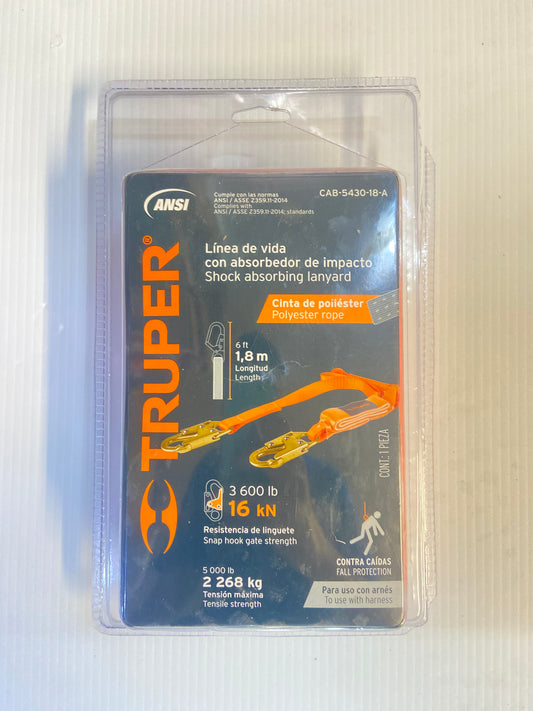 ANSI
Cumple con las normas
ANSI / ASSE Z359.11-2014
Complies with
ANSI / ASSE Z359.11-2014; standards
CAB-5430-18-A
TRUPER®
Línea de vida
con absorbedor de impacto
Shock absorbing lanyard
Cinta de poliéster
Polyester rope
6 ft
1,8 m
Longitud
Length
CONT.: 1 PIEZA
3 600 lb
16 kN
Resistencia de linguete
Snap hook gate strength
CONTRA CAÍDAS
FALL PROTECTION
5 000 lb
2 268 kg
Tensión máxima
Tensile strength
Para uso con arnés
To use with harness